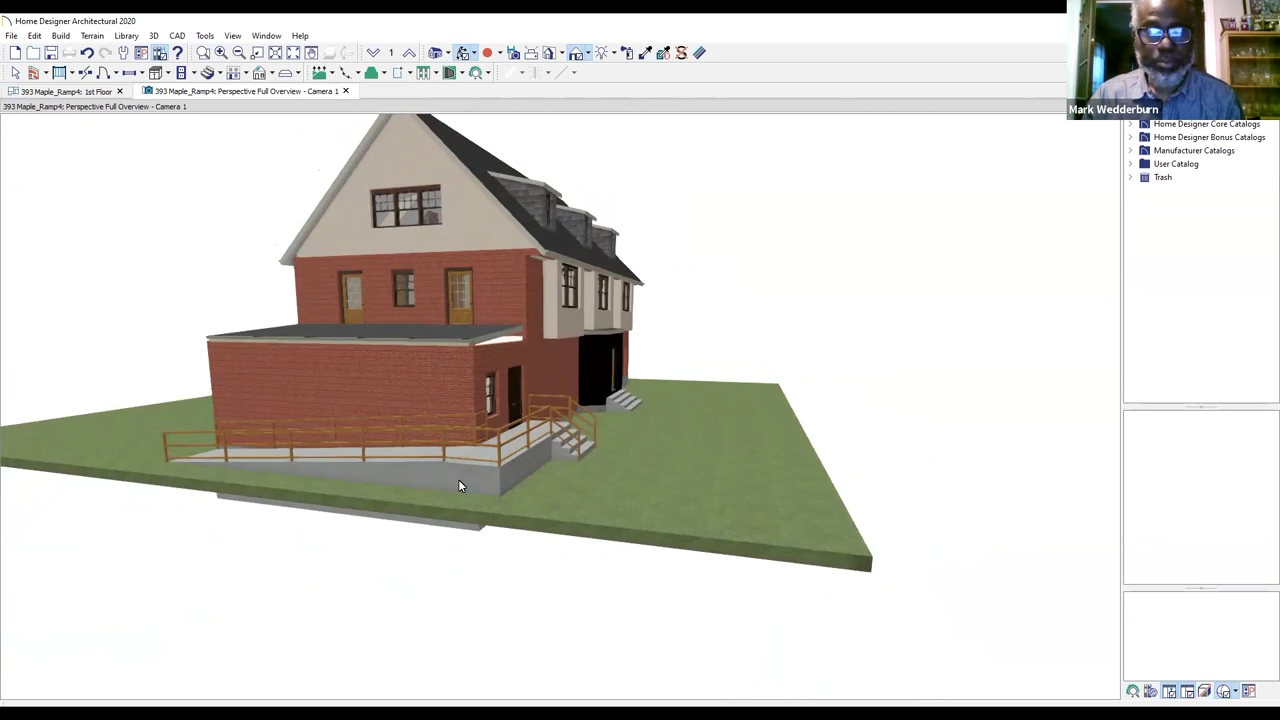 Home Designer Architectural 2020
File Edit Build Terrain Library 3D CAD Tools View Window Help
1
393 Maple_Ramp4: 1st Floor
393 Maple_Ramp4: Perspective Full Overview - Camera 1
393 Maple_Ramp4: Perspective Full Overview - Camera 1
Mark Wedderburn
Home Designer Core Catalogs
Home Designer Bonus Catalogs
Manufacturer Catalogs
User Catalog
Trash